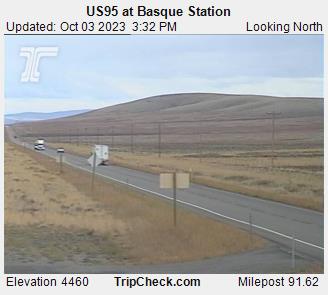 US95 at Basque Station
Updated: Oct 03 2023 3:32 PM Looking North
Elevation 4460 TripCheck.com Milepost 91.62